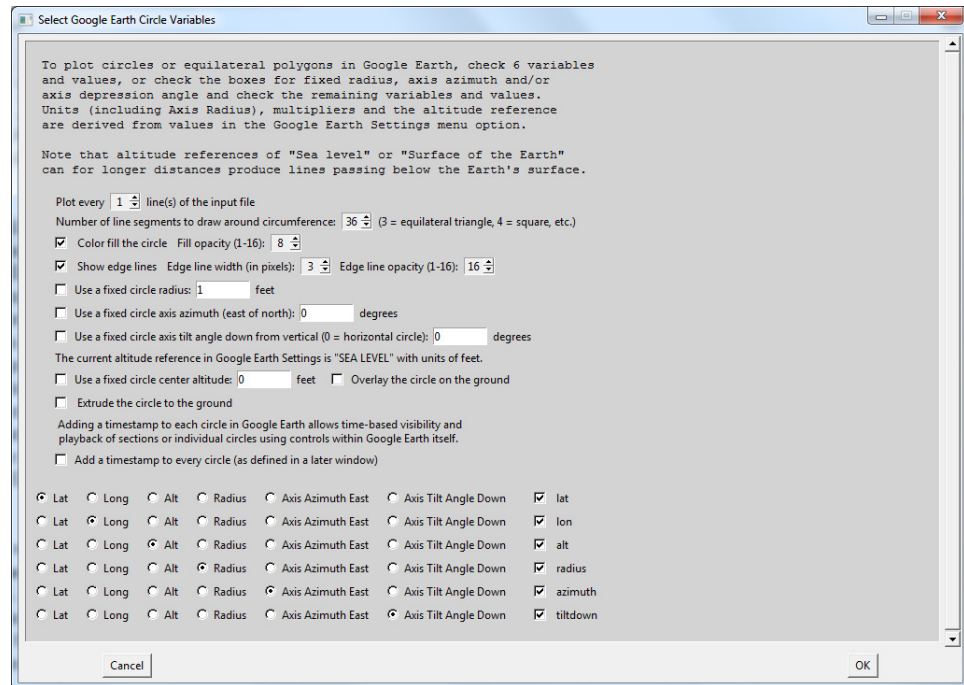 Select Google Earth Circle Variables
To plot circles or equilateral polygons in Google Earth, check 6 variables
and values, or check the boxes for fixed radius, axis azimuth and/or
axis depression angle and check the remaining variables and values.
Units (including Axis Radius), multipliers and the altitude reference
are derived from values in the Google Earth Settings menu option.
Note that altitude references of "Sea level" or "Surface of the Earth"
can for longer distances produce lines passing below the Earth's surface.
Plot every 1 line(s) of the input file
Number of line segments to draw around circumference: 36 (3 = equilateral triangle, 4 = square, etc.)
Color fill the circle Fill opacity (1-16): 8
Show edge lines Edge line width (in pixels): 3 Edge line opacity (1-16): 16
Use a fixed circle radius: 1 feet
Use a fixed circle axis azimuth (east of north): 0 degrees
Use a fixed circle axis tilt angle down from vertical (0 = horizontal circle): 0 degrees
The current altitude reference in Google Earth Settings is "SEA LEVEL" with units of feet.
Use a fixed circle center altitude: 0 feet Overlay the circle on the ground
Extrude the circle to the ground
Adding a timestamp to each circle in Google Earth allows time-based visibility and
playback of sections or individual circles using controls within Google Earth itself.
Add a timestamp to every circle (as defined in a later window)
Lat Long Alt Radius Axis Azimuth East Axis Tilt Angle Down lat
Lat Long Alt Radius Axis Azimuth East Axis Tilt Angle Down lon
Lat Long Alt Radius Axis Azimuth East Axis Tilt Angle Down alt
Lat Long Alt Radius Axis Azimuth East Axis Tilt Angle Down radius
Lat Long Alt Radius Axis Azimuth East Axis Tilt Angle Down azimuth
Lat Long Alt Radius Axis Azimuth East Axis Tilt Angle Down tiltdown
Cancel OK